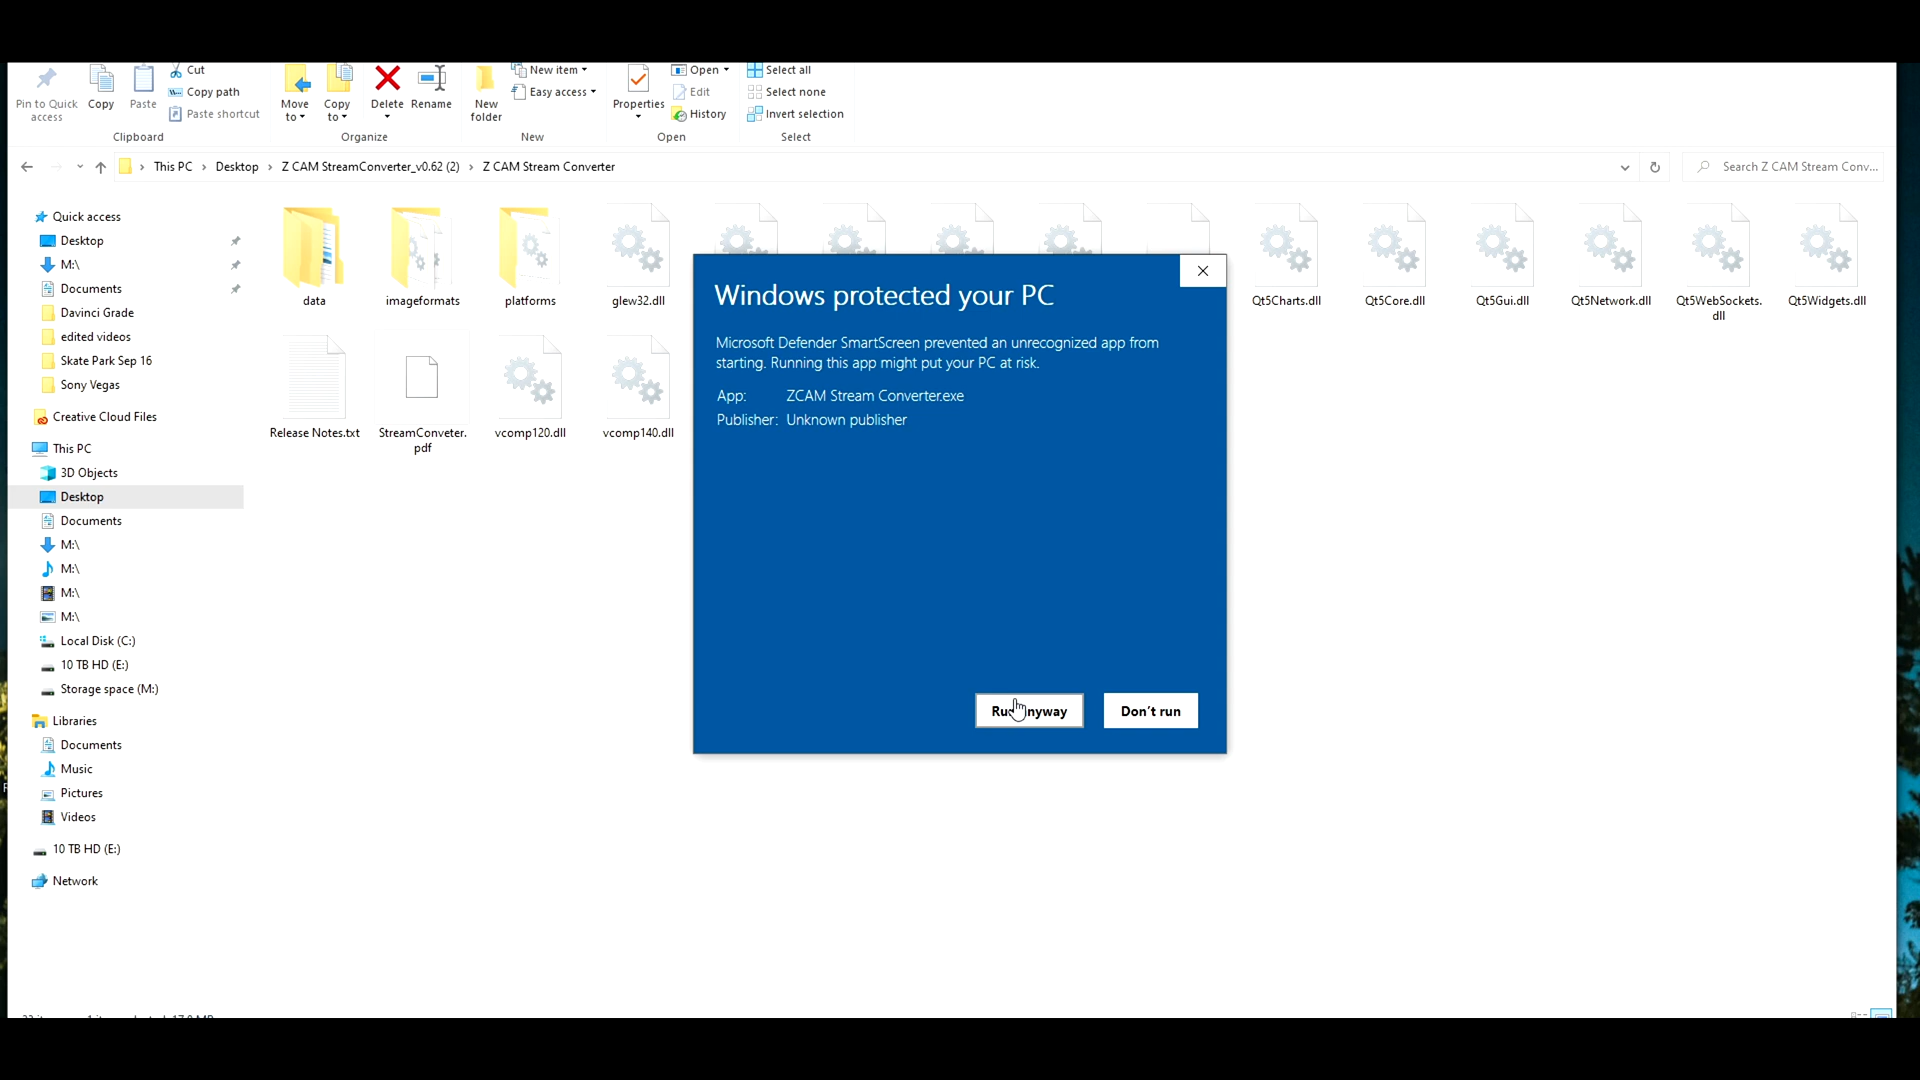 Cut
New item
Open
Select all
Copy path
Easy access
Edit
Select none
Pin to Quick
access
Copy
Paste
Paste shortcut
Move
to
Copy
to
Delete
Rename
New
folder
Properties
History
Invert selection
Clipboard
Organize
New
Open
Select
This PC > Desktop > Z CAM StreamConverter_v0.62 (2) > Z CAM Stream Converter
Search Z CAM Stream Conv...
Quick access
Desktop
M:\
Documents
Davinci Grade
edited videos
Skate Park Sep 16
Sony Vegas
Creative Cloud Files
This PC
3D Objects
Desktop
Documents
M:\
M:\
M:\
M:\
Local Disk (C:)
10 TB HD (E:)
Storage space (M:)
Libraries
Documents
Music
Pictures
Videos
10 TB HD (E:)
Network
data
imageformats
platforms
glew32.dll
Qt5Charts.dll
Qt5Core.dll
Qt5Gui.dll
Qt5Network.dll
Qt5WebSockets.
dll
Qt5Widgets.dll
Release Notes.txt
StreamConveter.
pdf
vcomp120.dll
vcomp140.dll
Windows protected your PC
Microsoft Defender SmartScreen prevented an unrecognized app from
starting. Running this app might put your PC at risk.
App: ZCAM Stream Converter.exe
Publisher: Unknown publisher
Run anyway
Don't run